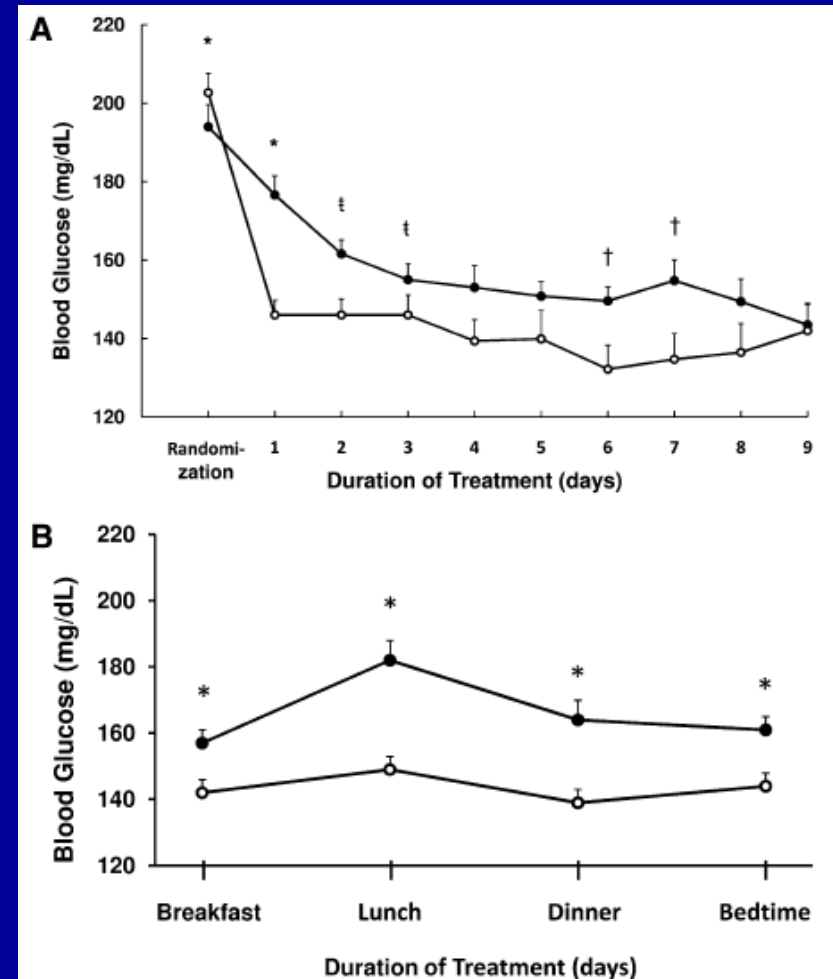 A
220
200
180
160
140
120
Blood Glucose (mg/dL)
*
*
‡
‡
†
†
Randomi-
zation
1 2 3 4 5 6 7 8 9
Duration of Treatment (days)
B
220
200
180
160
140
120
Blood Glucose (mg/dL)
*
*
*
*
Breakfast Lunch Dinner Bedtime
Duration of Treatment (days)